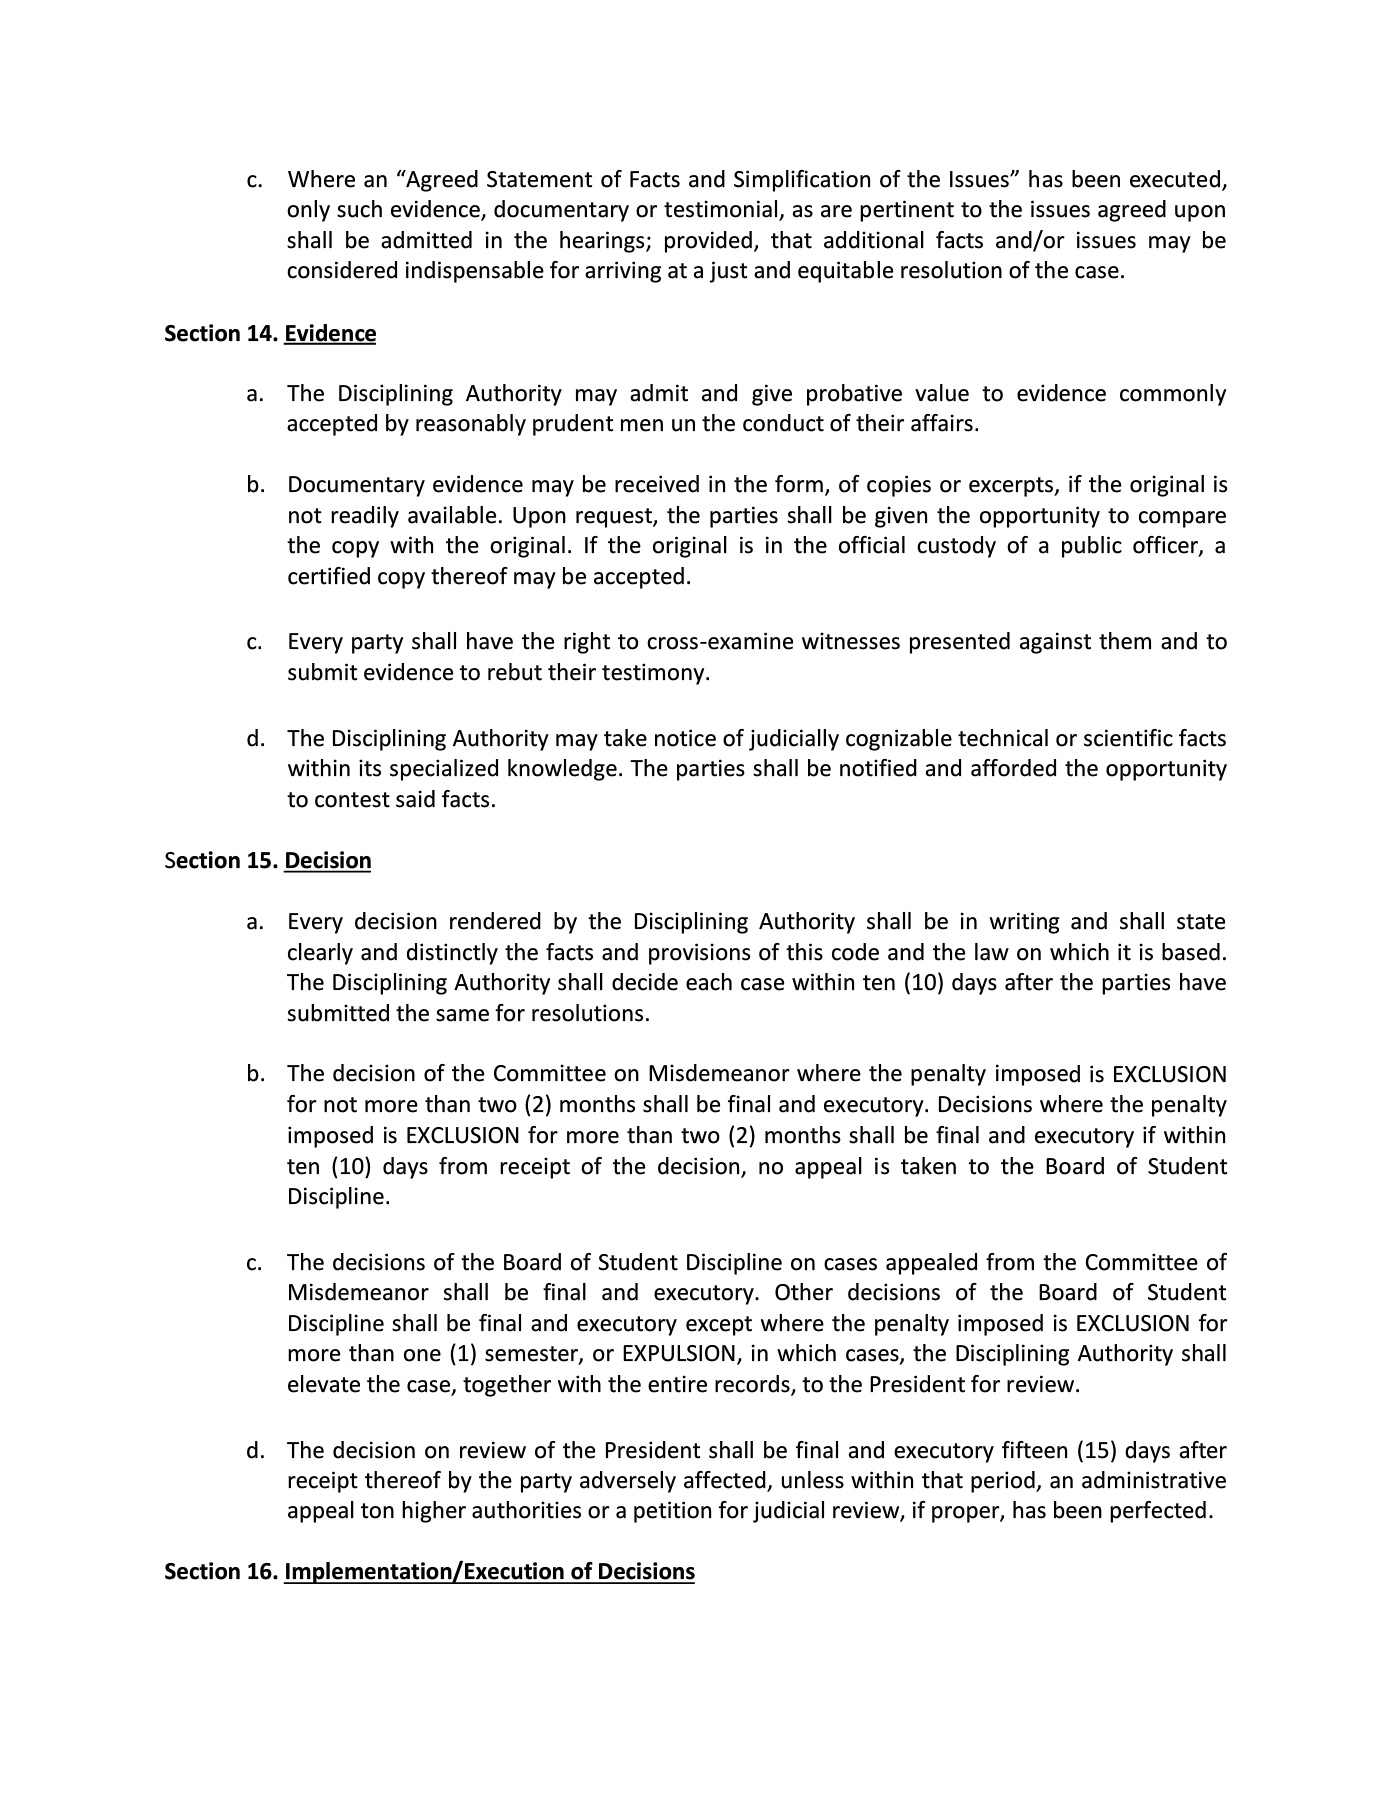 c. Where an “Agreed Statement of Facts and Simplification of the Issues” has been executed,
only such evidence, documentary or testimonial, as are pertinent to the issues agreed upon
shall be admitted in the hearings; provided, that additional facts and/or issues may be
considered indispensable for arriving at a just and equitable resolution of the case.
Section 14. Evidence
a. The Disciplining Authority may admit and give probative value to evidence commonly
accepted by reasonably prudent men un the conduct of their affairs.
b. Documentary evidence may be received in the form, of copies or excerpts, if the original is
not readily available. Upon request, the parties shall be given the opportunity to compare
the copy with the original. If the original is in the official custody of a public officer, a
certified copy thereof may be accepted.
c. Every party shall have the right to cross-examine witnesses presented against them and to
submit evidence to rebut their testimony.
d. The Disciplining Authority may take notice of judicially cognizable technical or scientific facts
within its specialized knowledge. The parties shall be notified and afforded the opportunity
to contest said facts.
Section 15. Decision
a. Every decision rendered by the Disciplining Authority shall be in writing and shall state
clearly and distinctly the facts and provisions of this code and the law on which it is based.
The Disciplining Authority shall decide each case within ten (10) days after the parties have
submitted the same for resolutions.
b. The decision of the Committee on Misdemeanor where the penalty imposed is EXCLUSION
for not more than two (2) months shall be final and executory. Decisions where the penalty
imposed is EXCLUSION for more than two (2) months shall be final and executory if within
ten (10) days from receipt of the decision, no appeal is taken to the Board of Student
Discipline.
c. The decisions of the Board of Student Discipline on cases appealed from the Committee of
Misdemeanor shall be final and executory. Other decisions of the Board of Student
Discipline shall be final and executory except where the penalty imposed is EXCLUSION for
more than one (1) semester, or EXPULSION, in which cases, the Disciplining Authority shall
elevate the case, together with the entire records, to the President for review.
d. The decision on review of the President shall be final and executory fifteen (15) days after
receipt thereof by the party adversely affected, unless within that period, an administrative
appeal ton higher authorities or a petition for judicial review, if proper, has been perfected.
Section 16. Implementation/Execution of Decisions